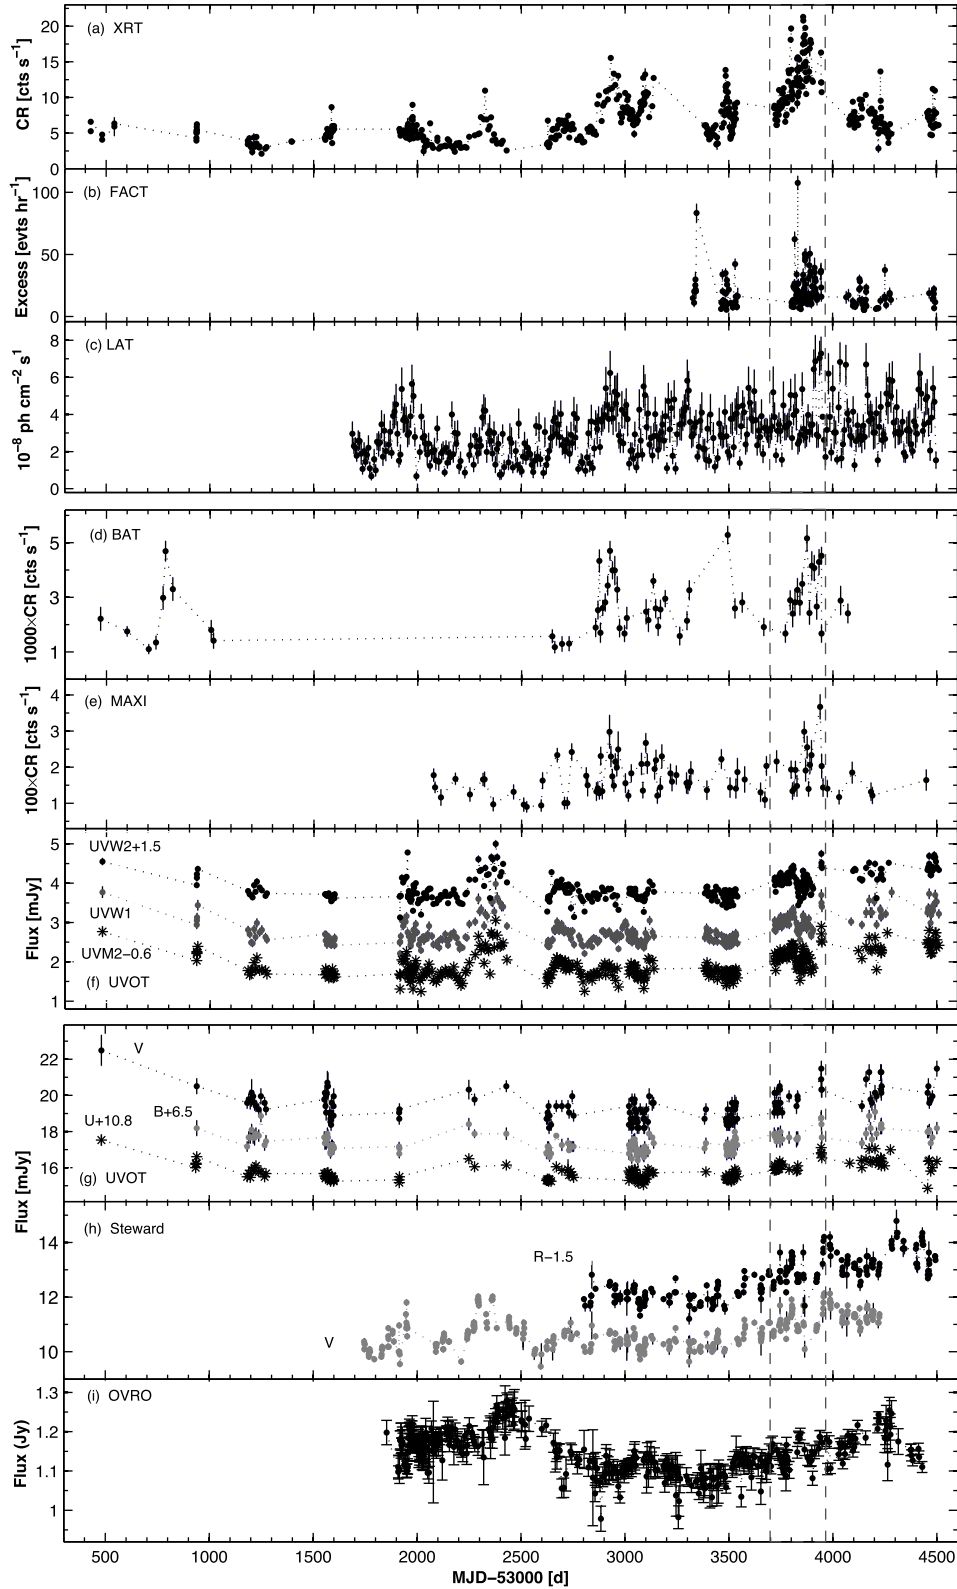 (a) XRT
CR [cts s⁻¹]
20
15
10
5
0
(b) FACT
Excess [evts hr⁻¹]
100
50
0
(c) LAT
10⁻⁸ ph cm⁻² s¹
8
6
4
2
0
(d) BAT
1000×CR [cts s⁻¹]
5
3
1
(e) MAXI
100×CR [cts s⁻¹]
4
3
2
1
UVW2+1.5
UVW1
UVM2−0.6
(f) UVOT
Flux [mJy]
5
4
3
2
1
V
B+6.5
U+10.8
(g) UVOT
Flux [mJy]
22
20
18
16
(h) Steward
R-1.5
V
14
12
10
(i) OVRO
Flux (Jy)
1.3
1.2
1.1
1
500 1000 1500 2000 2500 3000 3500 4000 4500
MJD−53000 [d]